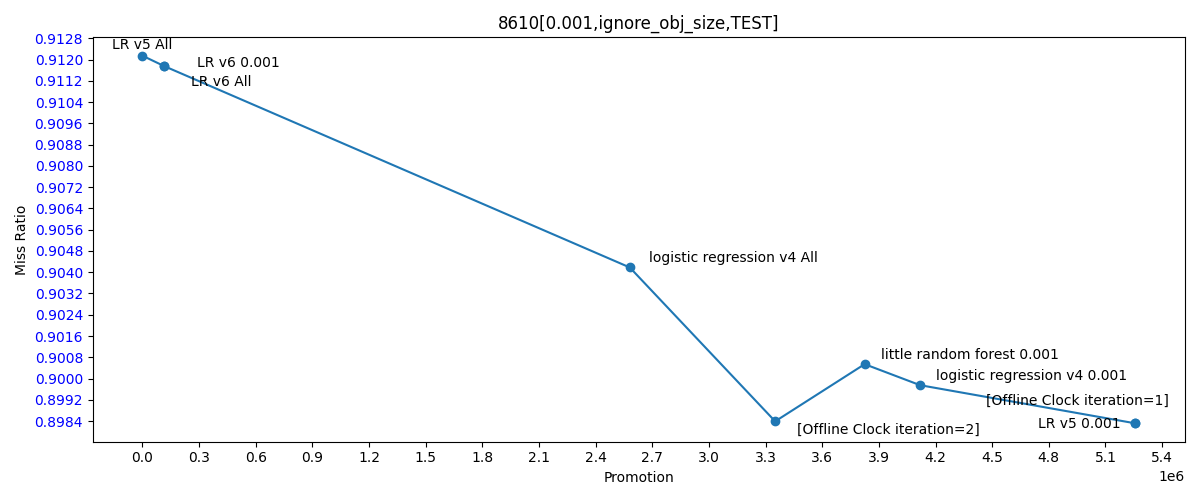 8610[0.001,ignore_obj_size,TEST]
0.9128
0.9120
0.9112
0.9104
0.9096
0.9088
0.9080
0.9072
0.9064
0.9056
0.9048
0.9040
0.9032
0.9024
0.9016
0.9008
0.9000
0.8992
0.8984
Miss Ratio
LR v5 All
LR v6 0.001
LR v6 All
logistic regression v4 All
little random forest 0.001
logistic regression v4 0.001
[Offline Clock iteration=1]
LR v5 0.001
[Offline Clock iteration=2]
0.0 0.3 0.6 0.9 1.2 1.5 1.8 2.1 2.4 2.7 3.0 3.3 3.6 3.9 4.2 4.5 4.8 5.1 5.4
1e6
Promotion